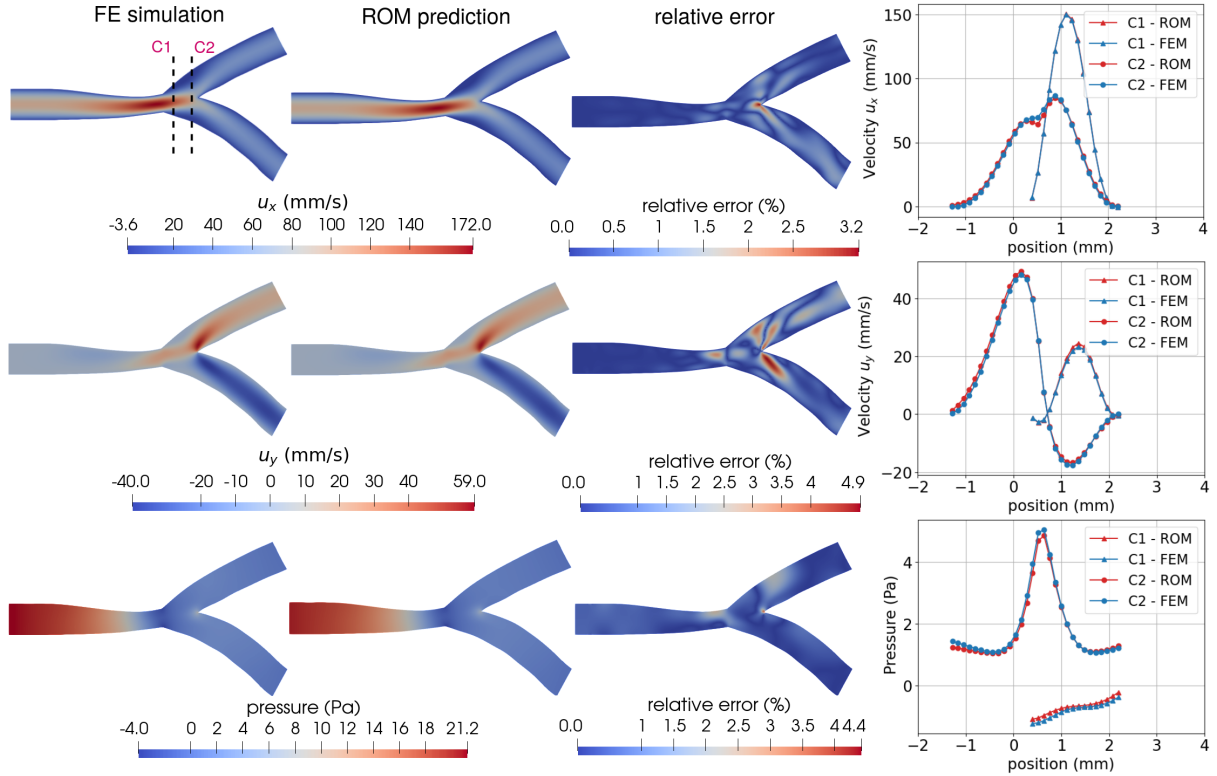 FE simulation
ROM prediction
relative error
C1
C2
u_x (mm/s)
-3.6 20 40 60 80 100 120 140 172.0
relative error (%)
0.0 0.5 1 1.5 2 2.5 3.2
150
100
50
0
Velocity u_x (mm/s)
C1 - ROM
C1 - FEM
C2 - ROM
C2 - FEM
−2 −1 0 1 2 3 4
position (mm)
u_y (mm/s)
-40.0 -20 -10 0 10 20 30 40 59.0
relative error (%)
0.0 1 1.5 2 2.5 3 3.5 4 4.9
40
20
0
−20
Velocity u_y (mm/s)
C1 - ROM
C1 - FEM
C2 - ROM
C2 - FEM
−2 −1 0 1 2 3 4
position (mm)
pressure (Pa)
-4.0 0 2 4 6 8 10 12 14 16 18 21.2
relative error (%)
0.0 1 1.5 2 2.5 3 3.5 44.4
4
2
0
Pressure (Pa)
C1 - ROM
C1 - FEM
C2 - ROM
C2 - FEM
−2 −1 0 1 2 3 4
position (mm)